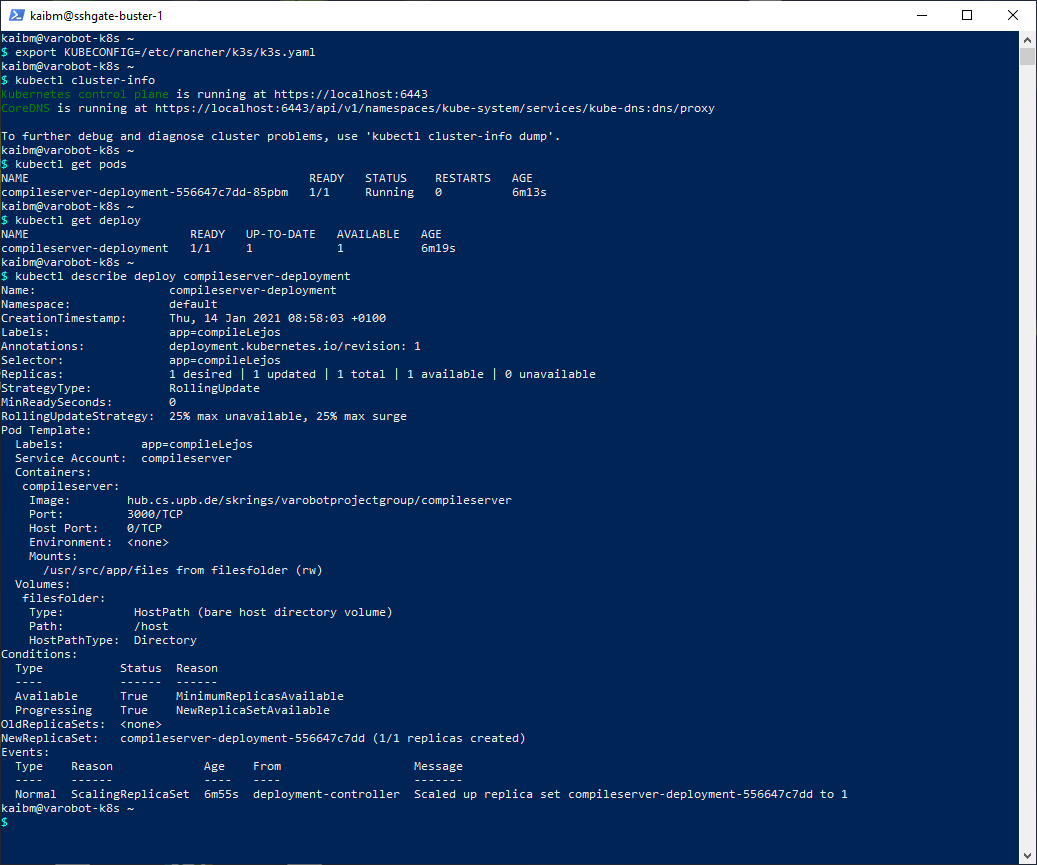 kaibm@sshgate-buster-1
kaibm@varobot-k8s ~
$ export KUBECONFIG=/etc/rancher/k3s/k3s.yaml
kaibm@varobot-k8s ~
$ kubectl cluster-info
Kubernetes control plane is running at https://localhost:6443
CoreDNS is running at https://localhost:6443/api/v1/namespaces/kube-system/services/kube-dns:dns/proxy

To further debug and diagnose cluster problems, use 'kubectl cluster-info dump'.
kaibm@varobot-k8s ~
$ kubectl get pods
NAME                                        READY   STATUS    RESTARTS   AGE
compileserver-deployment-556647c7dd-85pbm   1/1     Running   0          6m13s
kaibm@varobot-k8s ~
$ kubectl get deploy
NAME                       READY   UP-TO-DATE   AVAILABLE   AGE
compileserver-deployment   1/1     1            1           6m19s
kaibm@varobot-k8s ~
$ kubectl describe deploy compileserver-deployment
Name:                   compileserver-deployment
Namespace:              default
CreationTimestamp:      Thu, 14 Jan 2021 08:58:03 +0100
Labels:                 app=compileLejos
Annotations:            deployment.kubernetes.io/revision: 1
Selector:               app=compileLejos
Replicas:               1 desired | 1 updated | 1 total | 1 available | 0 unavailable
StrategyType:           RollingUpdate
MinReadySeconds:        0
RollingUpdateStrategy:  25% max unavailable, 25% max surge
Pod Template:
  Labels:           app=compileLejos
  Service Account:  compileserver
  Containers:
   compileserver:
    Image:        hub.cs.upb.de/skrings/varobotprojectgroup/compileserver
    Port:         3000/TCP
    Host Port:    0/TCP
    Environment:  <none>
    Mounts:
      /usr/src/app/files from filesfolder (rw)
  Volumes:
   filesfolder:
    Type:          HostPath (bare host directory volume)
    Path:          /host
    HostPathType:  Directory
Conditions:
  Type           Status  Reason
  ----           ------  ------
  Available      True    MinimumReplicasAvailable
  Progressing    True    NewReplicaSetAvailable
OldReplicaSets:  <none>
NewReplicaSet:   compileserver-deployment-556647c7dd (1/1 replicas created)
Events:
  Type    Reason             Age    From                   Message
  ----    ------             ----   ----                   -------
  Normal  ScalingReplicaSet  6m55s  deployment-controller  Scaled up replica set compileserver-deployment-556647c7dd to 1
kaibm@varobot-k8s ~
$